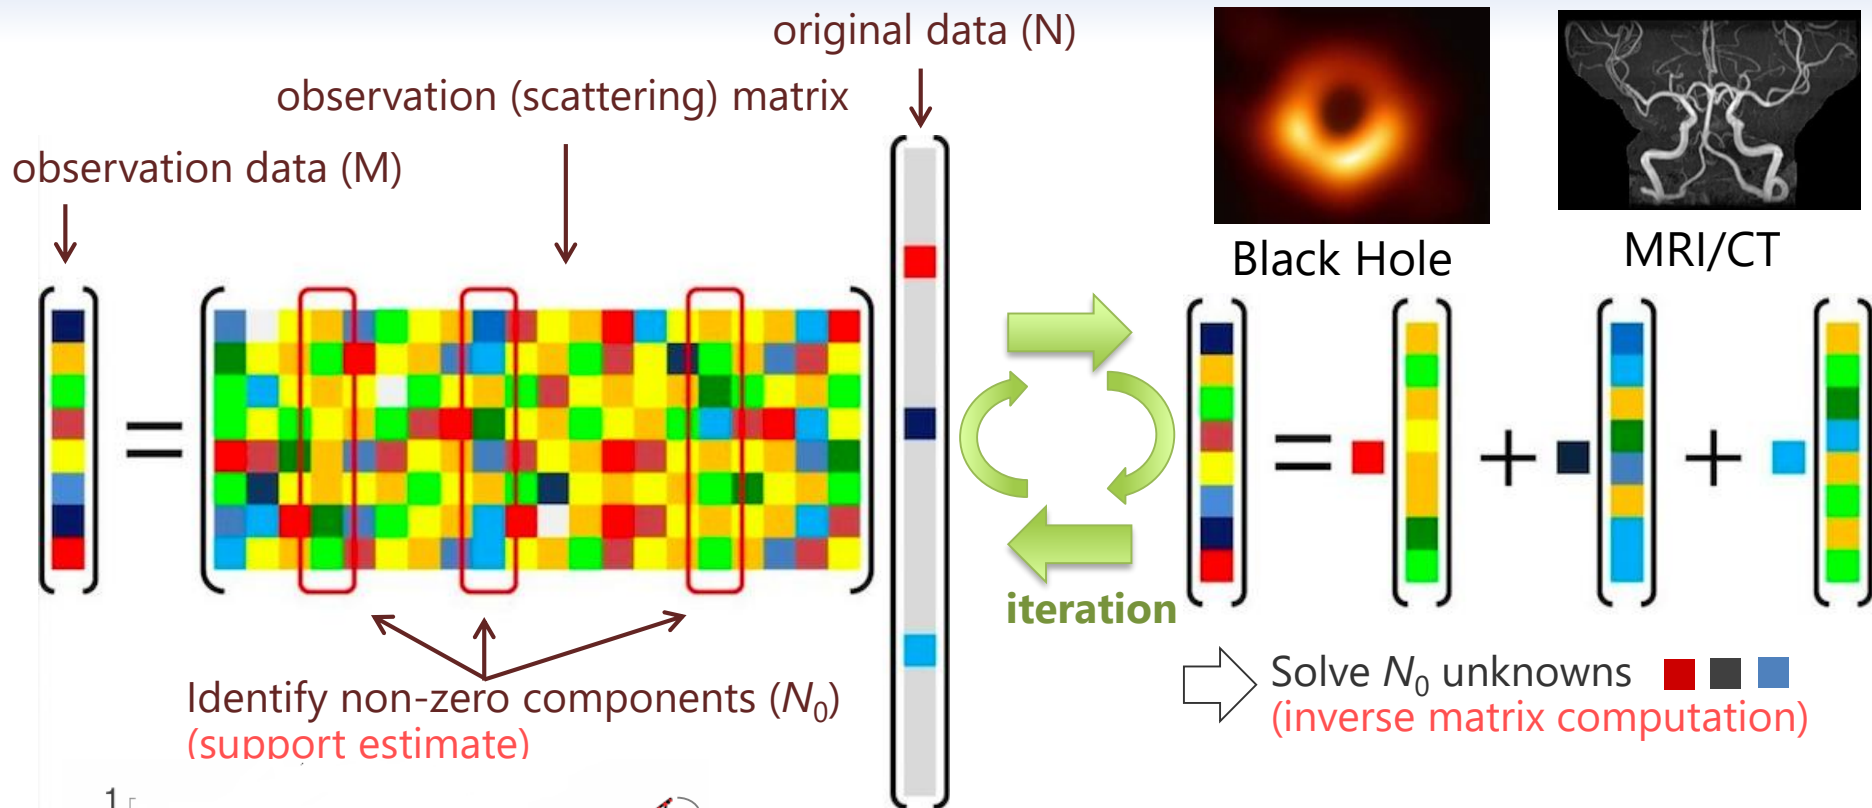 original data (N)
observation (scattering) matrix
observation data (M)
Black Hole
MRI/CT
=
=
+
+
iteration
Identify non-zero components (N₀)
(support estimate)
Solve N₀ unknowns
(inverse matrix computation)
1